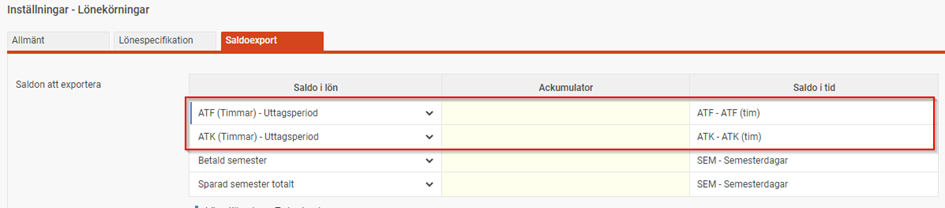 Inställningar - Lönekörningar
Allmänt Lönespecifikation Saldoexport
Saldon att exportera
Saldo i lön Ackumulator Saldo i tid
ATF (Timmar) - Uttagsperiod ATF - ATF (tim)
ATK (Timmar) - Uttagsperiod ATK - ATK (tim)
Betald semester SEM - Semesterdagar
Sparad semester totalt SEM - Semesterdagar